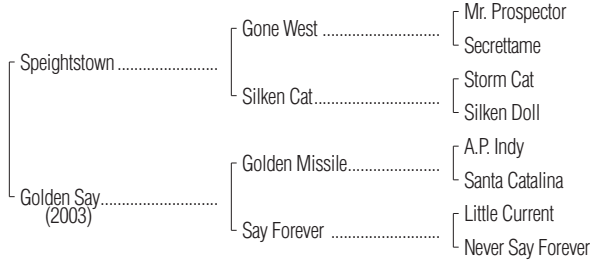 Mr. Prospector
Gone West ..........................
Secrettame
Speightstown ........................
Storm Cat
Silken Cat............................
Silken Doll
A.P. Indy
Golden Missile.....................
Santa Catalina
Golden Say............................
(2003)
Little Current
Say Forever ........................
Never Say Forever